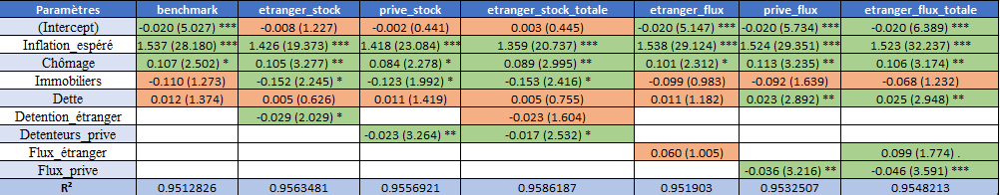 Paramètres benchmark etranger_stock prive_stock etranger_stock_totale etranger_flux prive_flux etranger_flux_totale
(Intercept) -0.020 (5.027) *** -0.008 (1.227) -0.002 (0.441) 0.003 (0.445) -0.020 (5.147) *** -0.020 (5.734) *** -0.020 (6.389) ***
Inflation_espéré 1.537 (28.180) *** 1.426 (19.373) *** 1.418 (23.084) *** 1.359 (20.737) *** 1.538 (29.124) *** 1.524 (29.351) *** 1.523 (32.237) ***
Chômage 0.107 (2.502) * 0.105 (3.277) ** 0.084 (2.278) * 0.089 (2.995) ** 0.101 (2.312) * 0.113 (3.235) ** 0.106 (3.174) **
Immobiliers -0.110 (1.273) -0.152 (2.245) * -0.123 (1.992) * -0.153 (2.416) * -0.099 (0.983) -0.092 (1.639) -0.068 (1.232)
Dette 0.012 (1.374) 0.005 (0.626) 0.011 (1.419) 0.005 (0.755) 0.011 (1.182) 0.023 (2.892) ** 0.025 (2.948) **
Detention_étranger -0.029 (2.029) * -0.023 (1.604)
Detenteurs_prive -0.023 (3.264) ** -0.017 (2.532) *
Flux_étranger 0.060 (1.005) 0.099 (1.774) .
Flux_prive -0.036 (3.216) ** -0.046 (3.591) ***
R² 0.9512826 0.9563481 0.9556921 0.9586187 0.951903 0.9532507 0.9548213